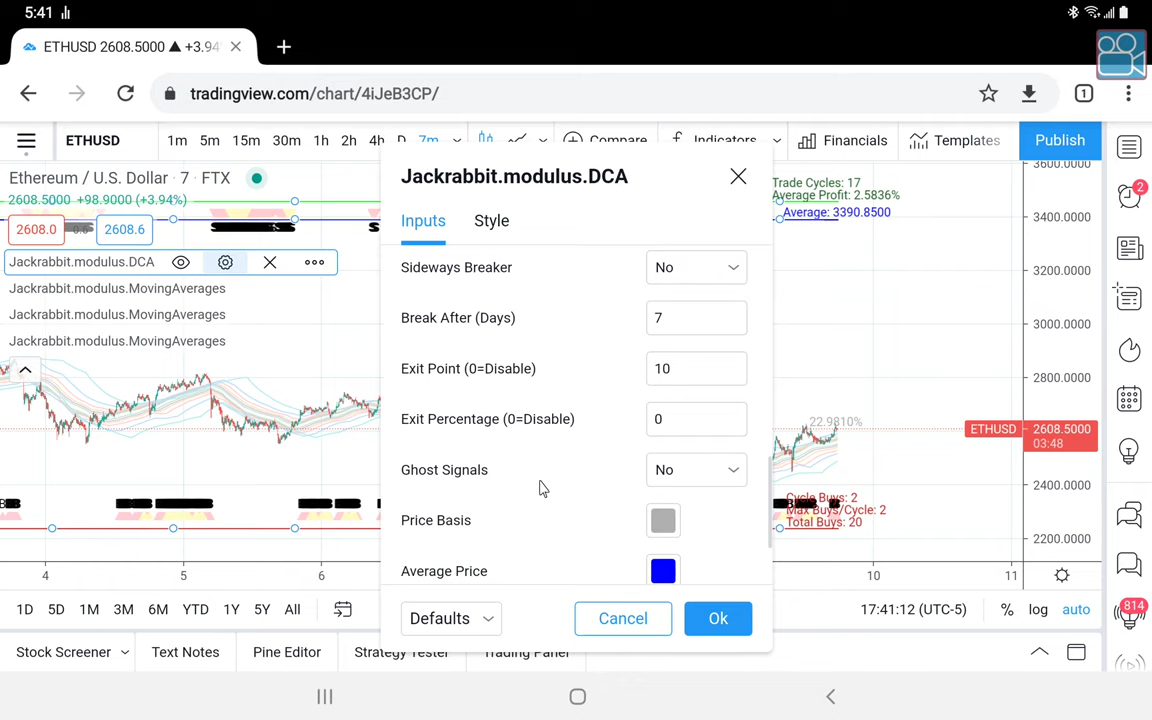 5:41
ETHUSD 2608.5000 ▲ +3.94
tradingview.com/chart/4iJeB3CP/
1
ETHUSD 1m 5m 15m 30m 1h 2h 4h D 7m Compare Indicators Financials Templates Publish
Ethereum / U.S. Dollar · 7 · FTX
2608.5000 +98.9000 (+3.94%)
2608.0 0.6 2608.6
Jackrabbit.modulus.DCA
Jackrabbit.modulus.MovingAverages
Jackrabbit.modulus.MovingAverages
Jackrabbit.modulus.MovingAverages
Jackrabbit.modulus.DCA
Inputs Style
Sideways Breaker No
Break After (Days) 7
Exit Point (0=Disable) 10
Exit Percentage (0=Disable) 0
Ghost Signals No
Price Basis
Average Price
Defaults Cancel Ok
Trade Cycles: 17
Average Profit: 2.5836%
Average: 3390.8500
22.9810%
Cycle Buys: 2
Max Buys/Cycle: 2
Total Buys: 20
3600.0000
3400.0000
3200.0000
3000.0000
2800.0000
ETHUSD 2608.5000
03:48
2400.0000
2200.0000
2
814
4 5 6 10 11
1D 5D 1M 3M 6M YTD 1Y 5Y All 17:41:12 (UTC-5) % log auto
Stock Screener Text Notes Pine Editor Strategy Tester Trading Panel